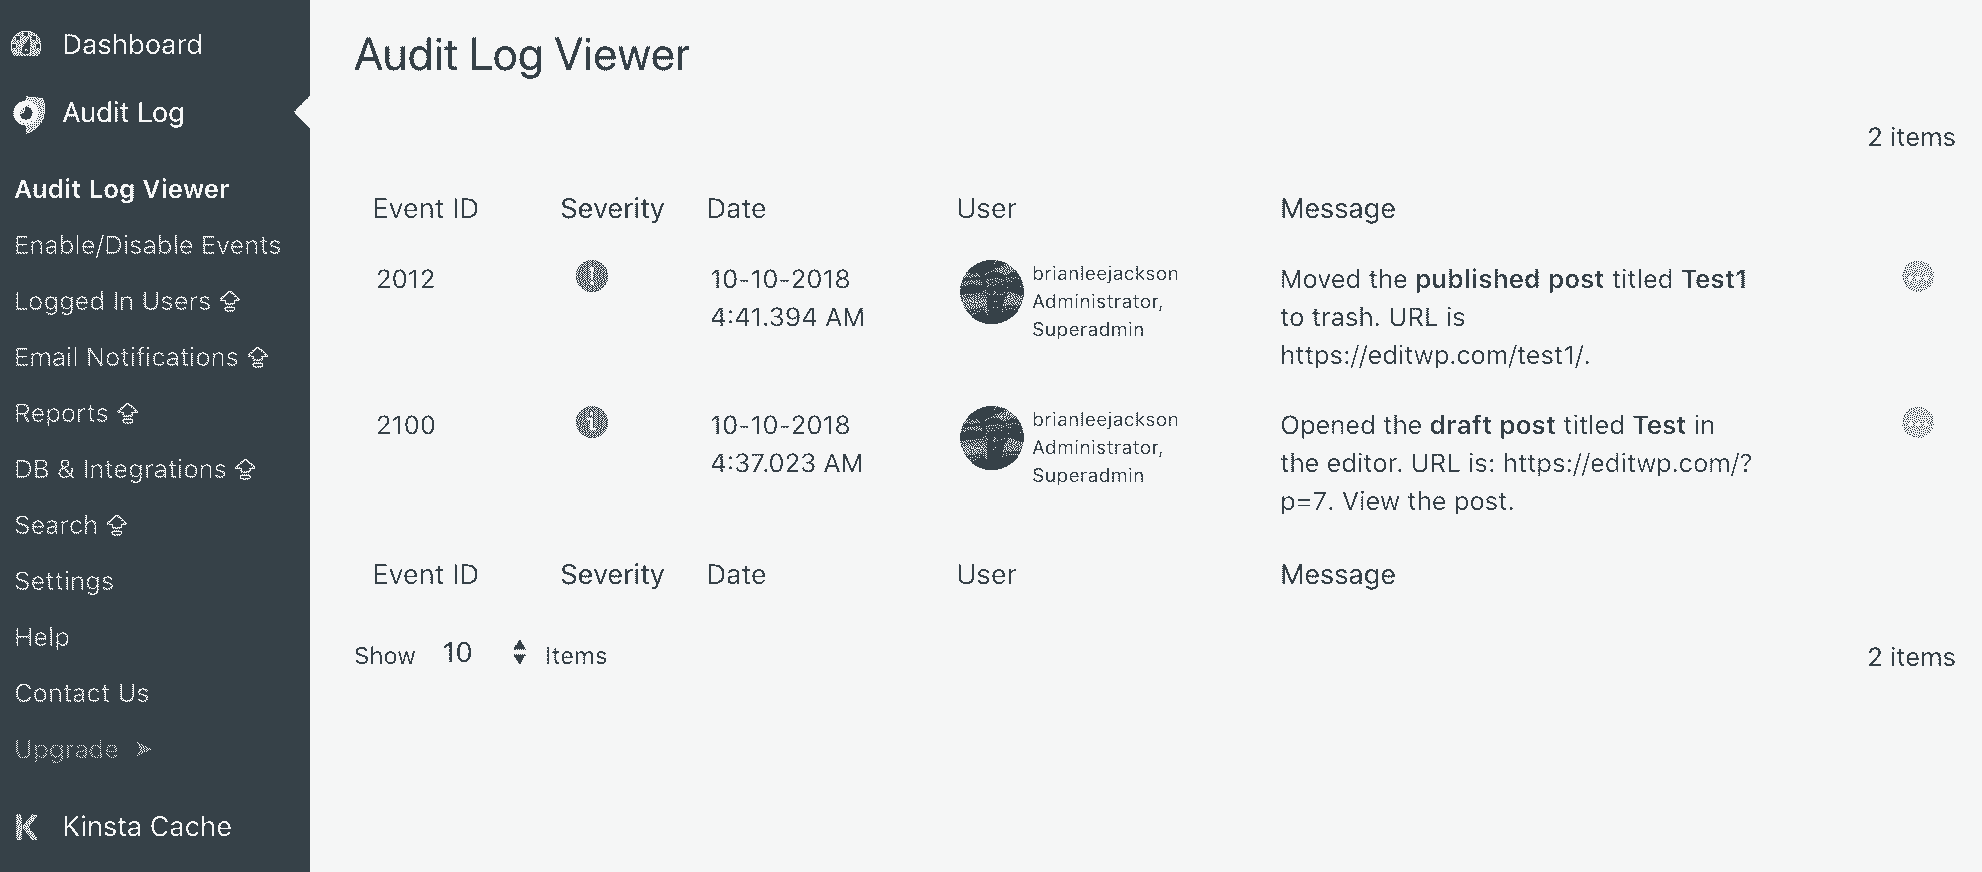 Dashboard
Audit Log
Audit Log Viewer
Enable/Disable Events
Logged In Users
Email Notifications
Reports
DB & Integrations
Search
Settings
Help
Contact Us
Upgrade
Kinsta Cache
Audit Log Viewer
2 items
Event ID Severity Date User Message
2012 10-10-2018 4:41.394 AM
brianleejackson
Administrator,
Superadmin
Moved the published post titled Test1
to trash. URL is
https://editwp.com/test1/.
2100 10-10-2018 4:37.023 AM
brianleejackson
Administrator,
Superadmin
Opened the draft post titled Test in
the editor. URL is: https://editwp.com/?
p=7. View the post.
Event ID Severity Date User Message
Show 10 Items
2 items